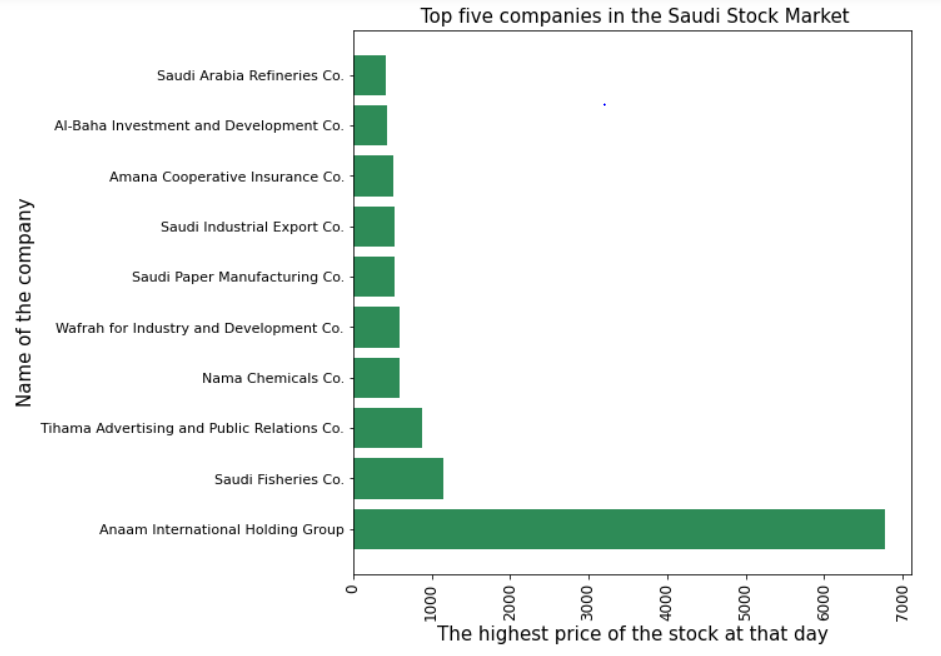 Top five companies in the Saudi Stock Market
Name of the company
Saudi Arabia Refineries Co.
Al-Baha Investment and Development Co.
Amana Cooperative Insurance Co.
Saudi Industrial Export Co.
Saudi Paper Manufacturing Co.
Wafrah for Industry and Development Co.
Nama Chemicals Co.
Tihama Advertising and Public Relations Co.
Saudi Fisheries Co.
Anaam International Holding Group
0
1000
2000
3000
4000
5000
6000
7000
The highest price of the stock at that day